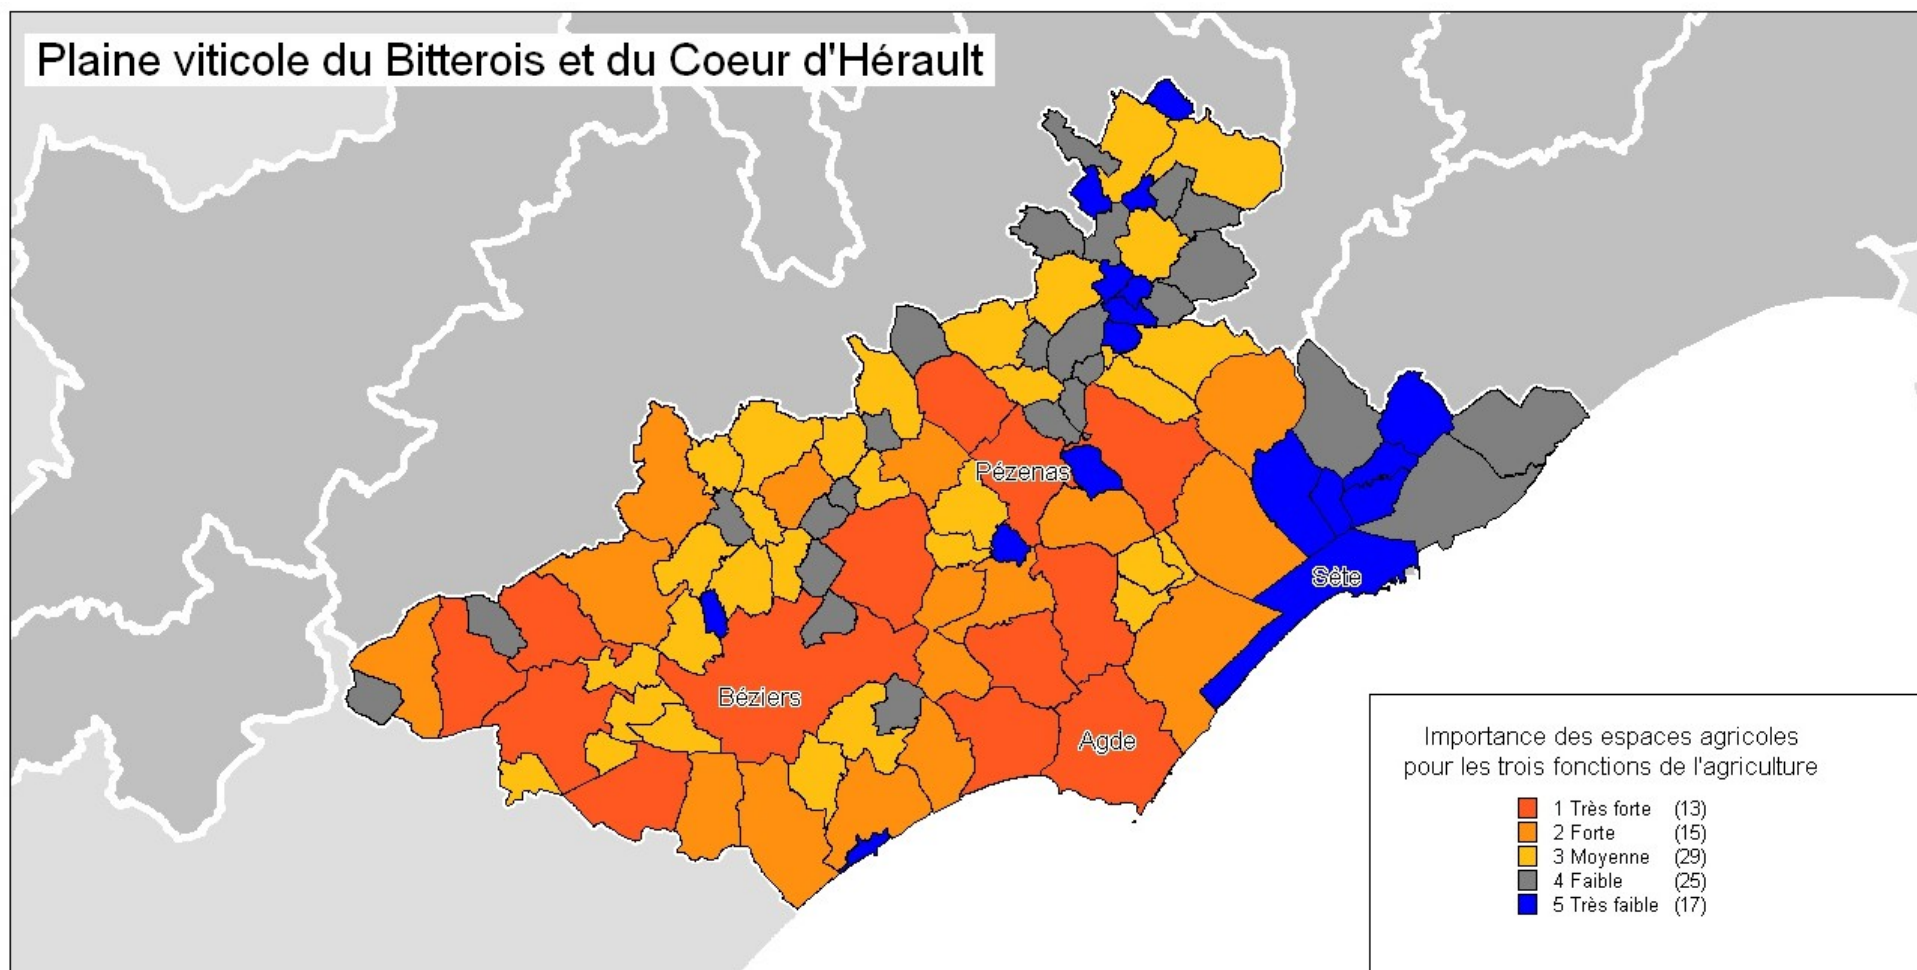 Plaine viticole du Bitterois et du Coeur d'Hérault
Pézenas
Sète
Béziers
Agde
Importance des espaces agricoles
pour les trois fonctions de l'agriculture
1 Très forte (13)
2 Forte (15)
3 Moyenne (29)
4 Faible (25)
5 Très faible (17)